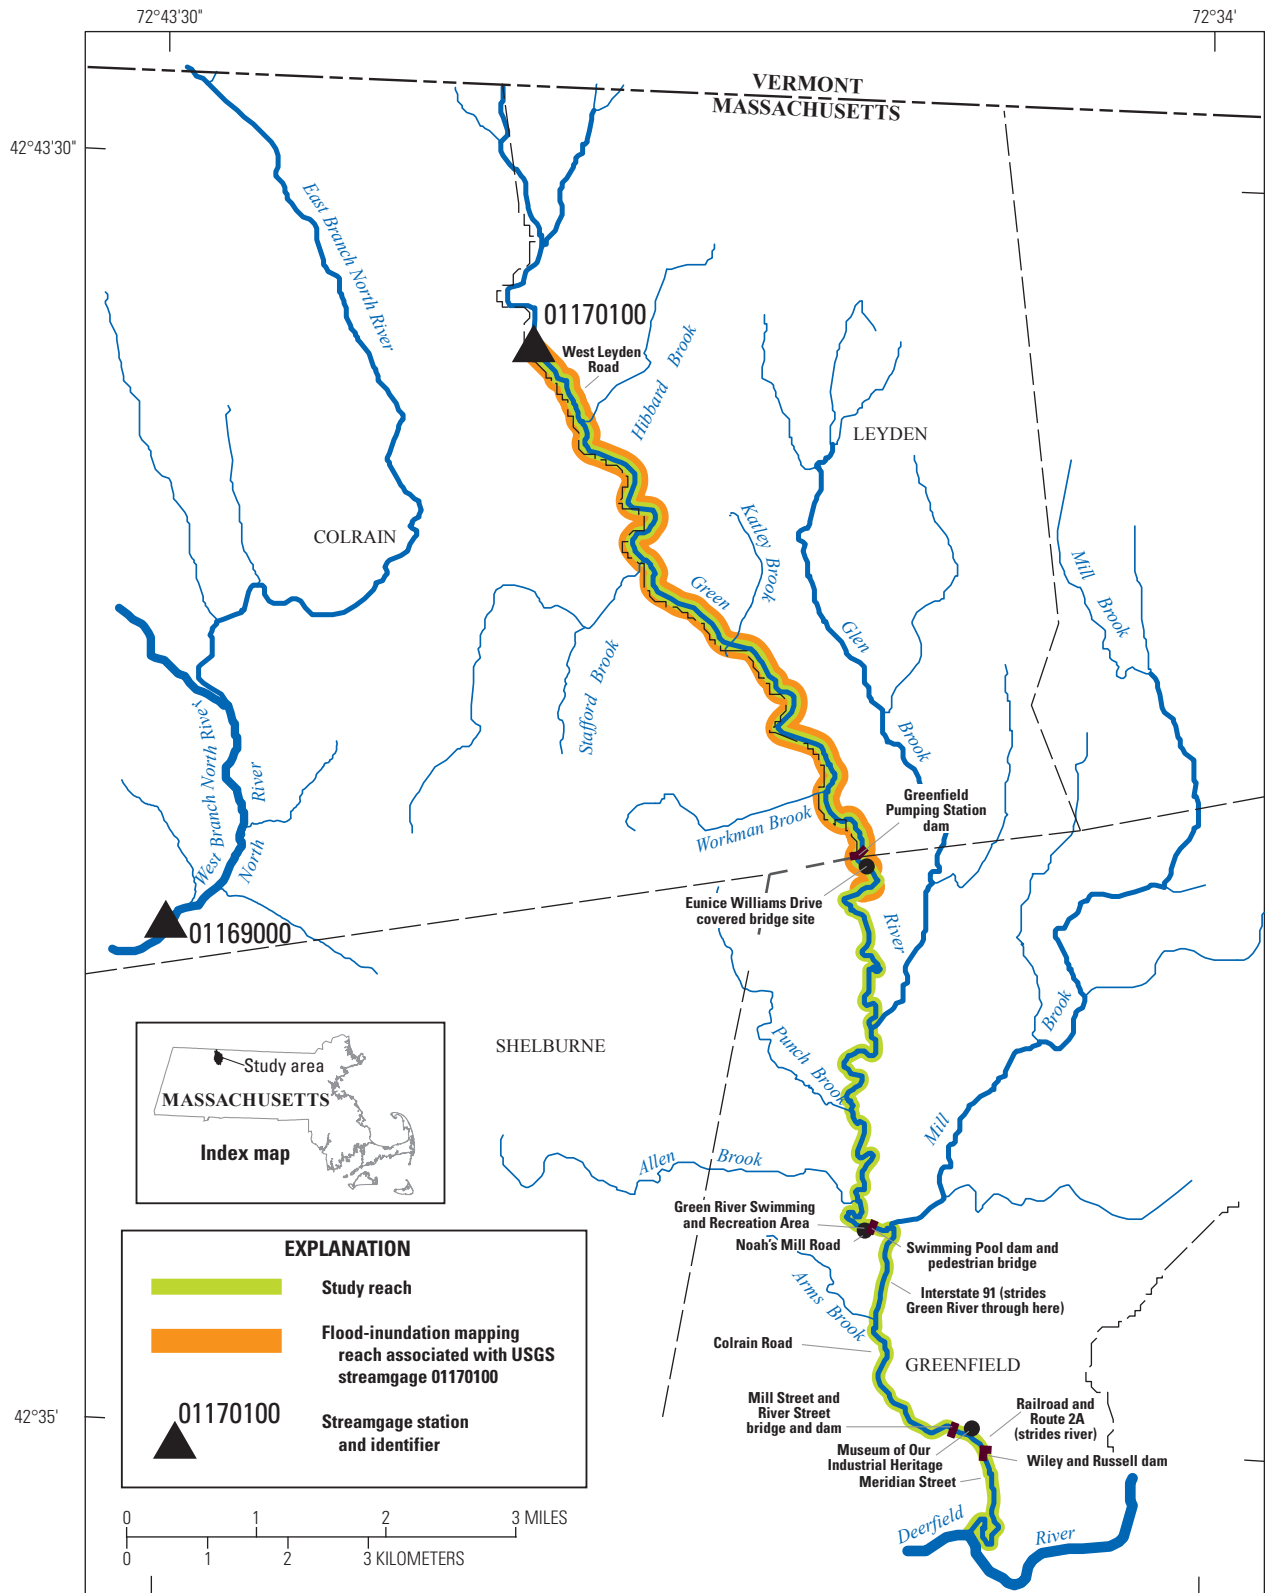 72°43'30"
72°34'
VERMONT
MASSACHUSETTS
42°43'30"
East Branch North River
01170100
West Leyden
Road
Hibbard Brook
LEYDEN
COLRAIN
Katley Brook
Green
Mill
Brook
Glen
Stafford Brook
Brook
West Branch North River
North River
Greenfield
Pumping Station
dam
Workman Brook
Eunice Williams Drive
covered bridge site
River
01169000
Brook
SHELBURNE
Punch Brook
Study area
MASSACHUSETTS
Index map
Mill
Allen Brook
Green River Swimming
and Recreation Area
Noah's Mill Road
Swimming Pool dam and
pedestrian bridge
Arms Brook
Interstate 91 (strides
Green River through here)
Colrain Road
GREENFIELD
EXPLANATION
Study reach
Flood-inundation mapping
reach associated with USGS
streamgage 01170100
01170100
Streamgage station
and identifier
42°35'
Mill Street and
River Street
bridge and dam
Railroad and
Route 2A
(strides river)
Museum of Our
Industrial Heritage
Wiley and Russell dam
Meridian Street
Deerfield
River
0 1 2 3 MILES
0 1 2 3 KILOMETERS